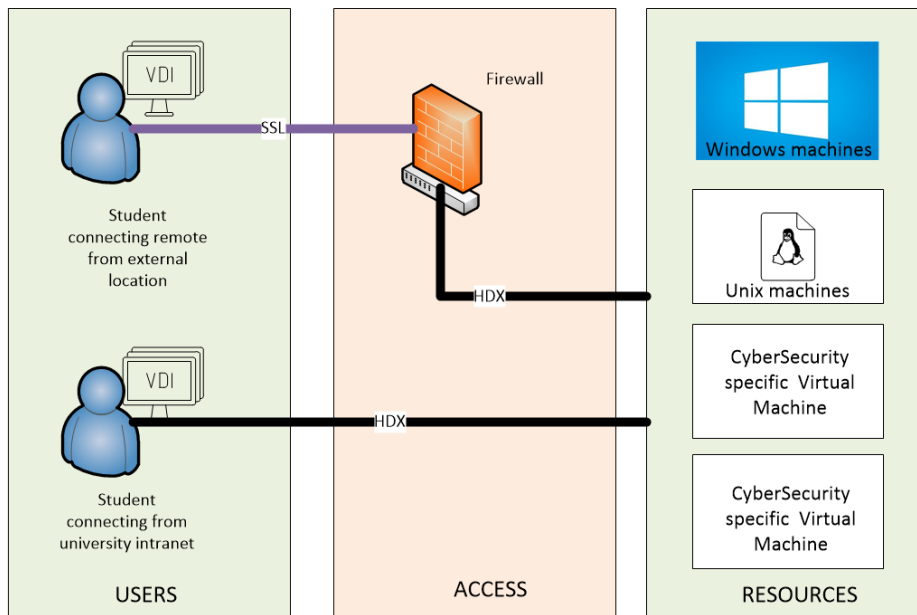 VDI
SSL
Student
connecting remote
from external
location
VDI
Student
connecting from
university intranet
USERS
Firewall
HDX
HDX
ACCESS
Windows machines
Unix machines
CyberSecurity
specific Virtual
Machine
CyberSecurity
specific Virtual
Machine
RESOURCES